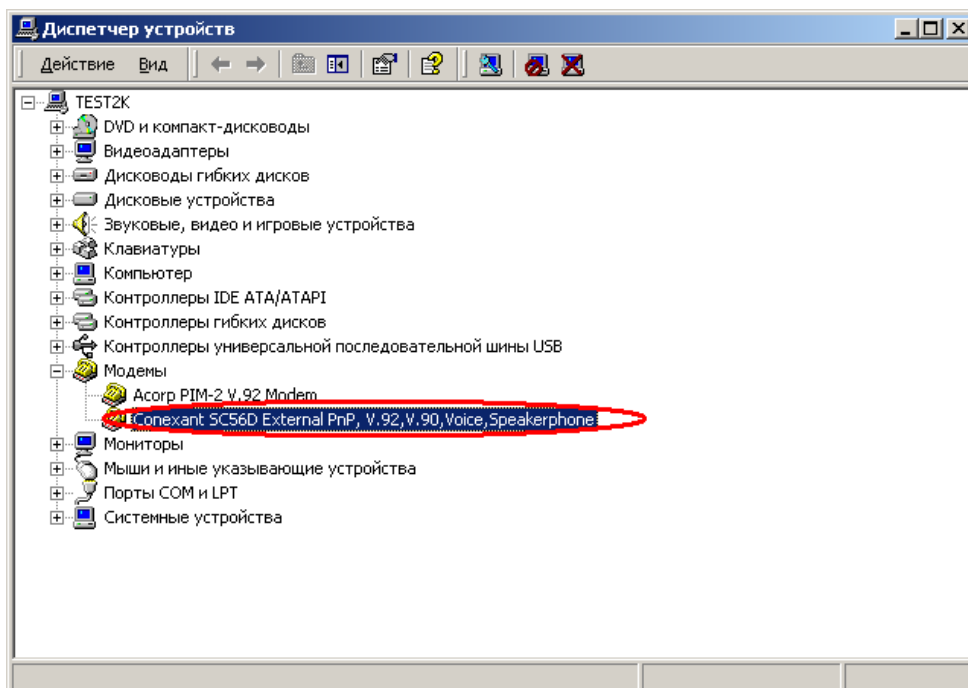 Диспетчер устройств
Действие Вид
TEST2K
DVD и компакт-дисководы
Видеоадаптеры
Дисководы гибких дисков
Дисковые устройства
Звуковые, видео и игровые устройства
Клавиатуры
Компьютер
Контроллеры IDE ATA/ATAPI
Контроллеры гибких дисков
Контроллеры универсальной последовательной шины USB
Модемы
Acorp PIM-2 V.92 Modem
Conexant SC56D External PnP, V.92,V.90,Voice,Speakerphone
Мониторы
Мыши и иные указывающие устройства
Порты COM и LPT
Системные устройства